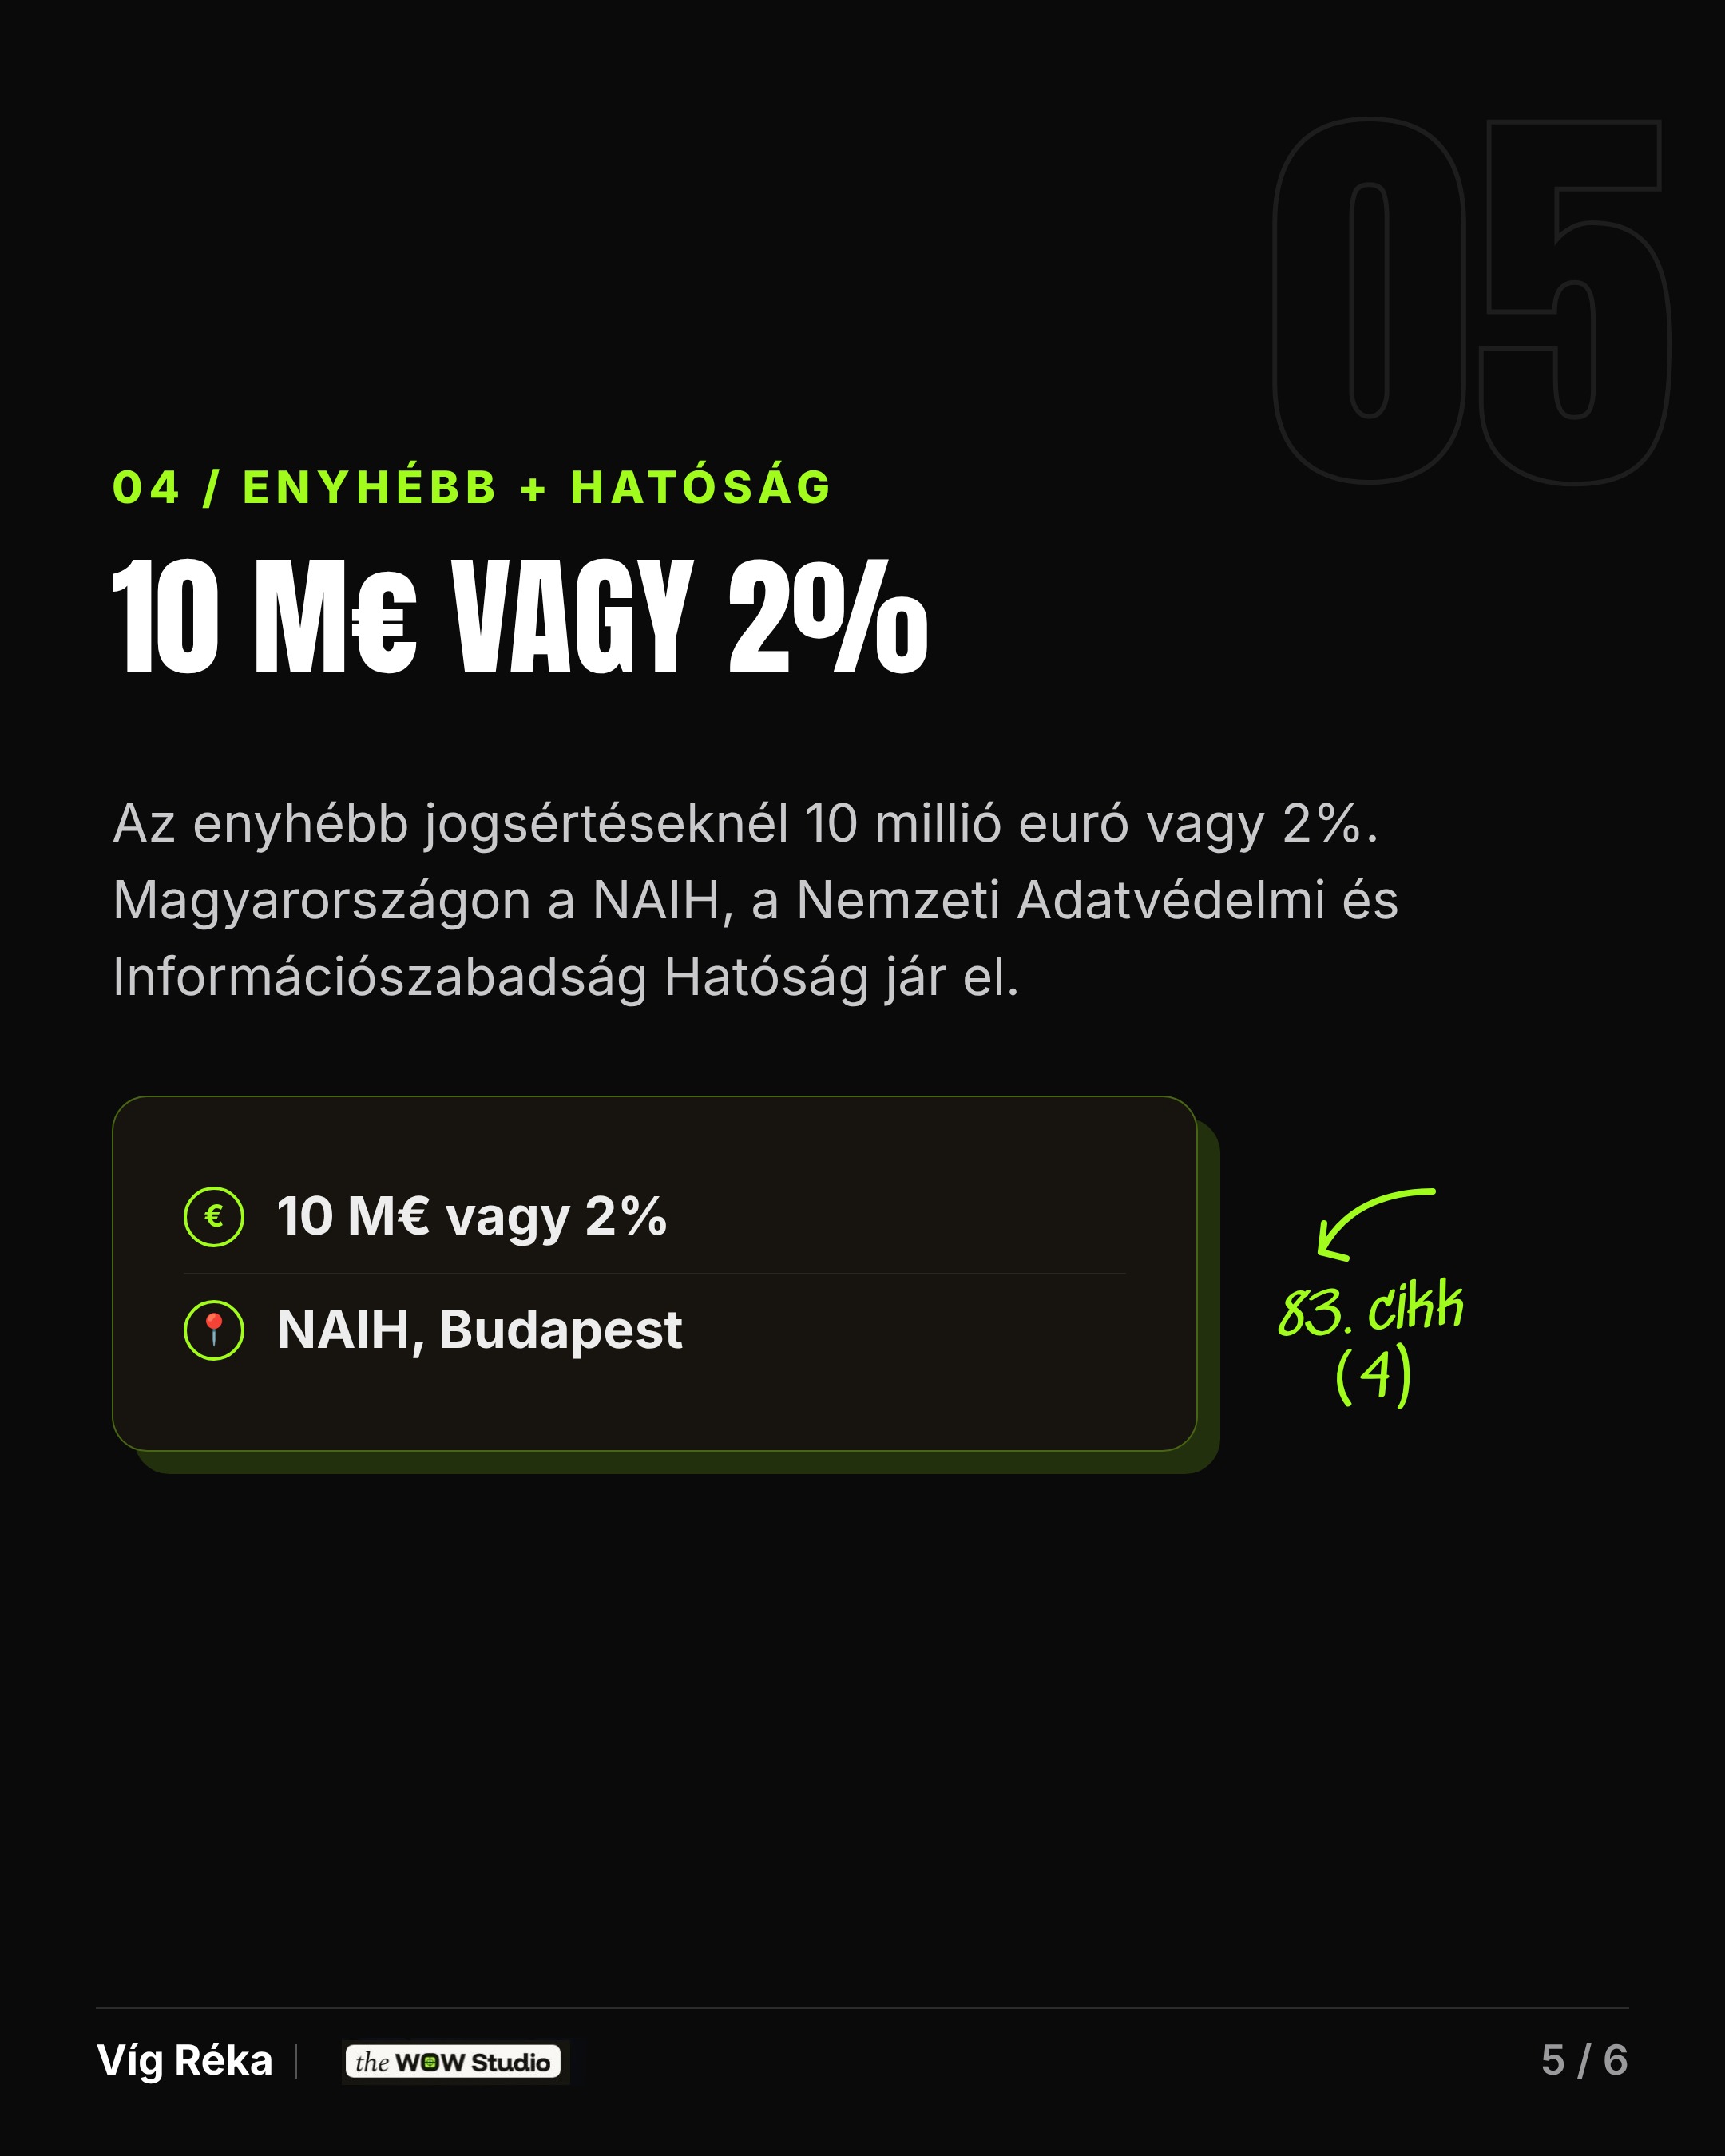 05
04 / ENYHÉBB + HATÓSÁG
10 M€ VAGY 2%
Az enyhébb jogsértéseknél 10 millió euró vagy 2%.
Magyarországon a NAIH, a Nemzeti Adatvédelmi és
Információszabadság Hatóság jár el.
€ 10 M€ vagy 2%
NAIH, Budapest
83. cikk
(4)
Víg Réka
the WOW Studio
5 / 6